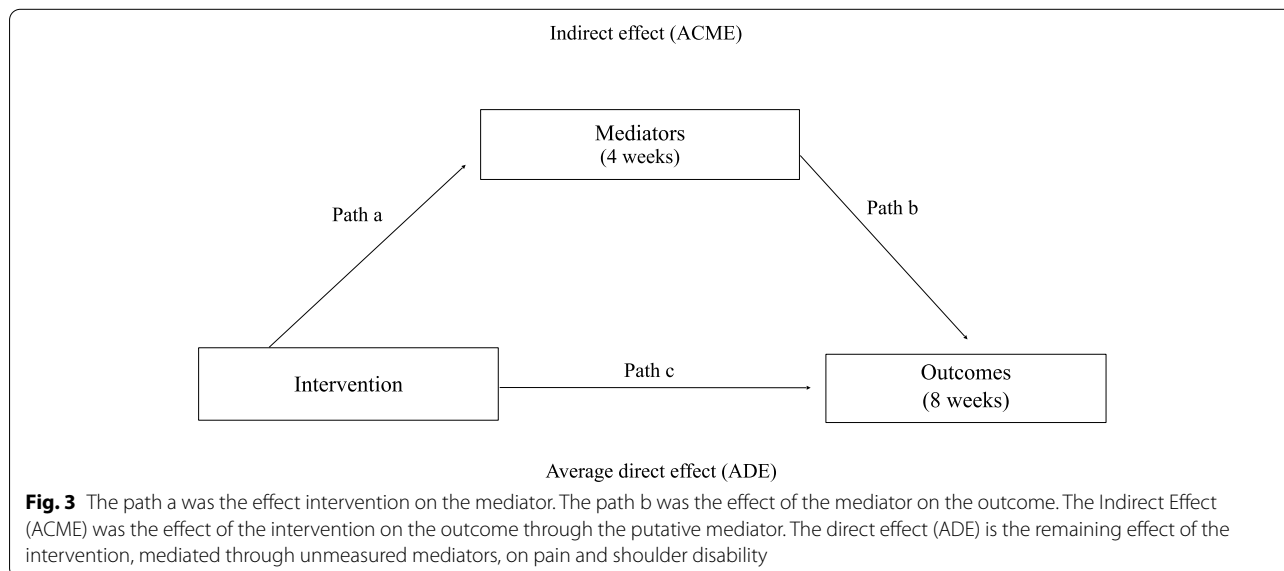 Indirect effect (ACME)
Mediators
(4 weeks)
Path a
Path b
Intervention
Path c
Outcomes
(8 weeks)
Average direct effect (ADE)
Fig. 3 The path a was the effect intervention on the mediator. The path b was the effect of the mediator on the outcome. The Indirect Effect
(ACME) was the effect of the intervention on the outcome through the putative mediator. The direct effect (ADE) is the remaining effect of the
intervention, mediated through unmeasured mediators, on pain and shoulder disability